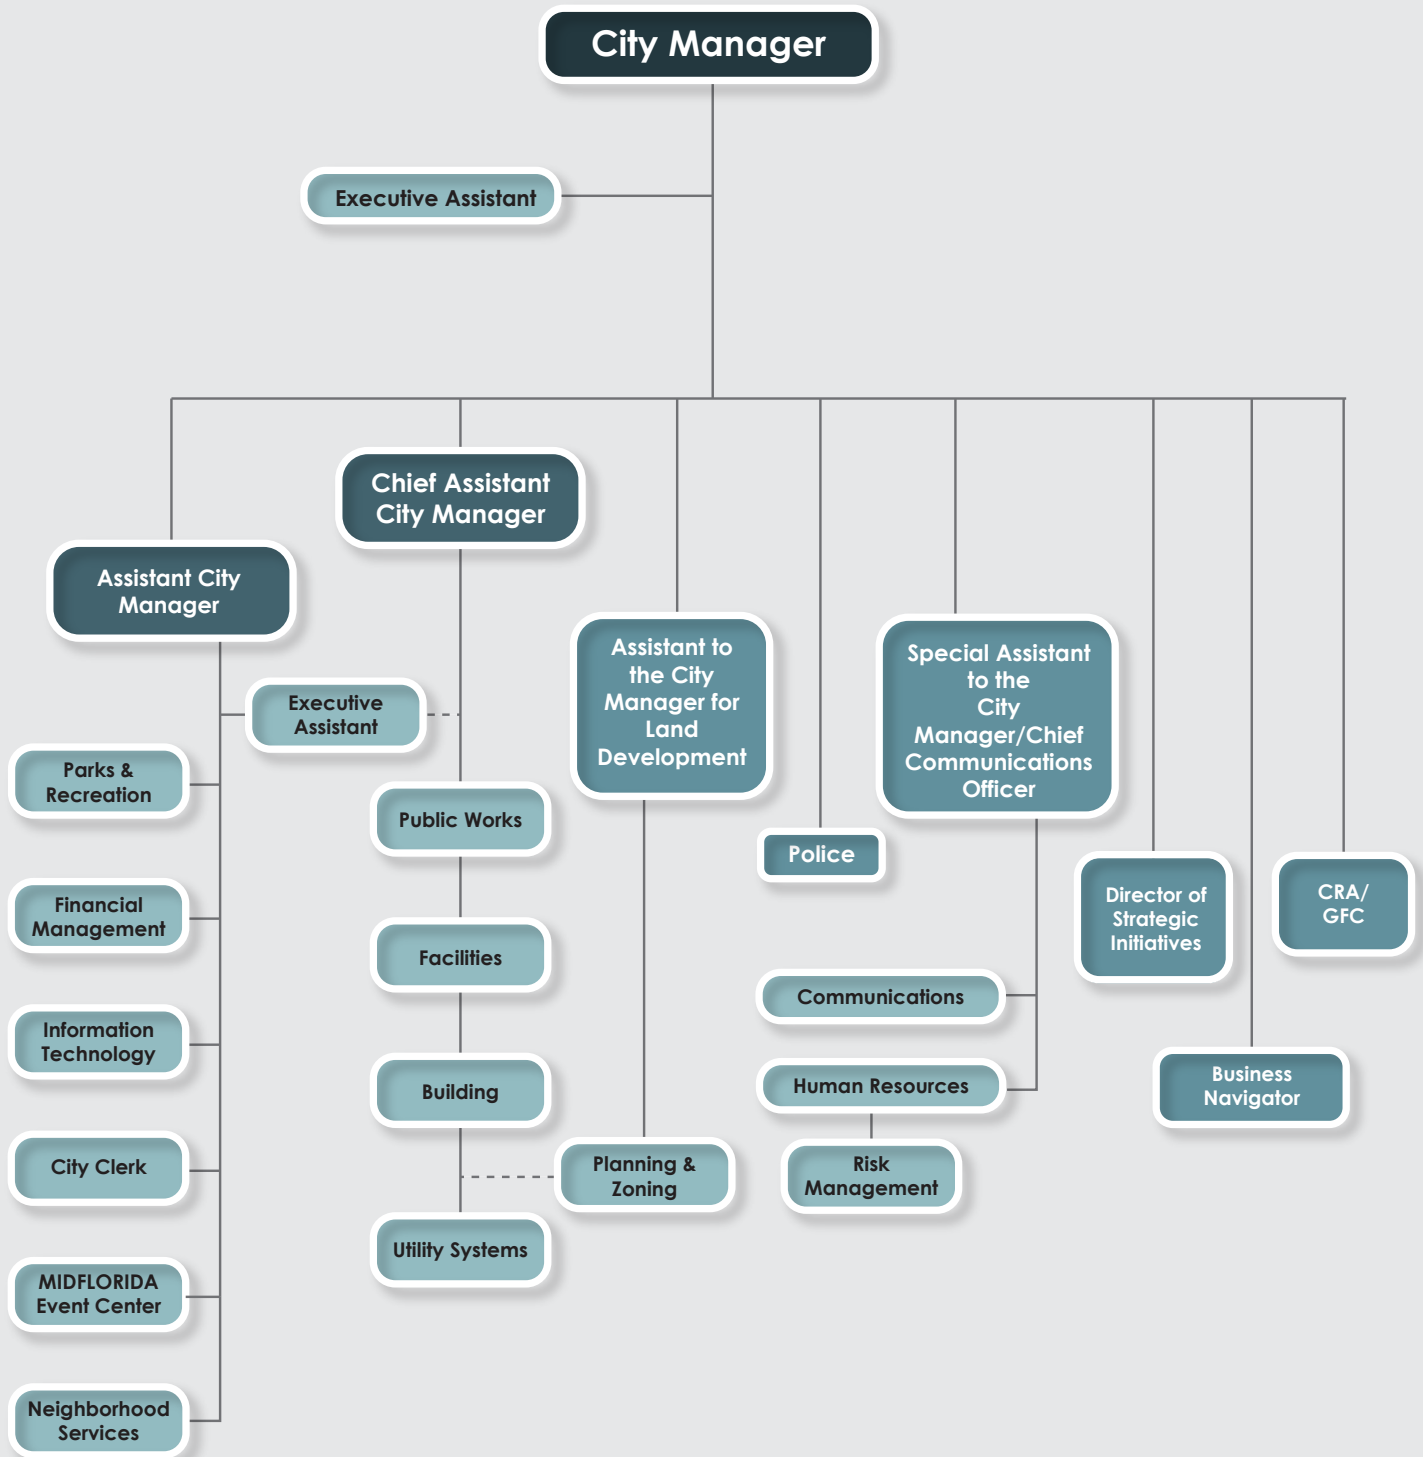 City Manager
Executive Assistant
Chief Assistant
City Manager
Assistant City
Manager
Executive
Assistant
Parks &
Recreation
Financial
Management
Information
Technology
City Clerk
MIDFLORIDA
Event Center
Neighborhood
Services
Public Works
Facilities
Building
Utility Systems
Assistant to
the City
Manager for
Land
Development
Planning &
Zoning
Police
Special Assistant
to the
City
Manager/Chief
Communications
Officer
Communications
Human Resources
Risk
Management
Director of
Strategic
Initiatives
Business
Navigator
CRA/
GFC